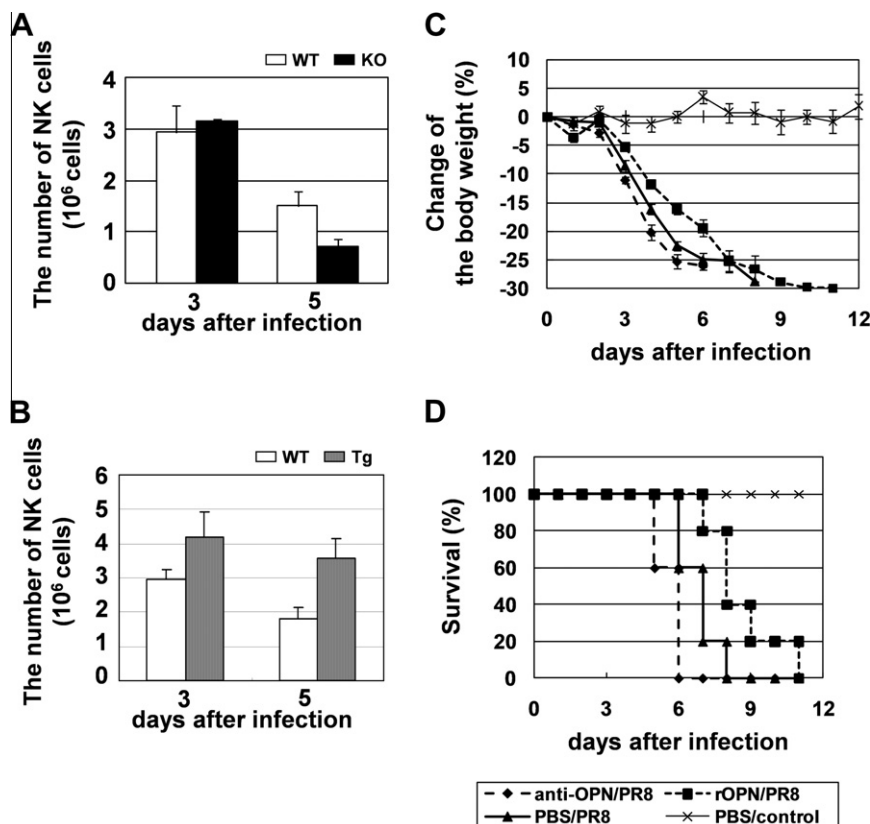 A
WT KO
The number of NK cells
(10⁶ cells)
4
3
2
1
0
3 5
days after infection
B
WT Tg
The number of NK cells
(10⁶ cells)
6
5
4
3
2
1
0
3 5
days after infection
C
Change of
the body weight (%)
10
5
0
-5
-10
-15
-20
-25
-30
0 3 6 9 12
days after infection
D
Survival (%)
120
100
80
60
40
20
0
0 3 6 9 12
days after infection
anti-OPN/PR8 rOPN/PR8
PBS/PR8 PBS/control